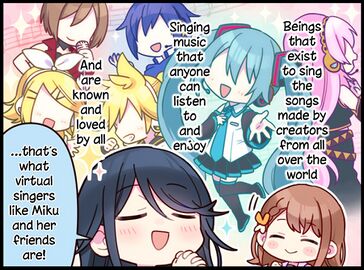 Beings
that
exist
to sing
the
songs
made by
creators
from all
over the
world
Singing
music
that
anyone
can
listen
to
and
enjoy
And
are
known
and
loved
by all
...that's
what
virtual
singers
like Miku
and her
friends
are!